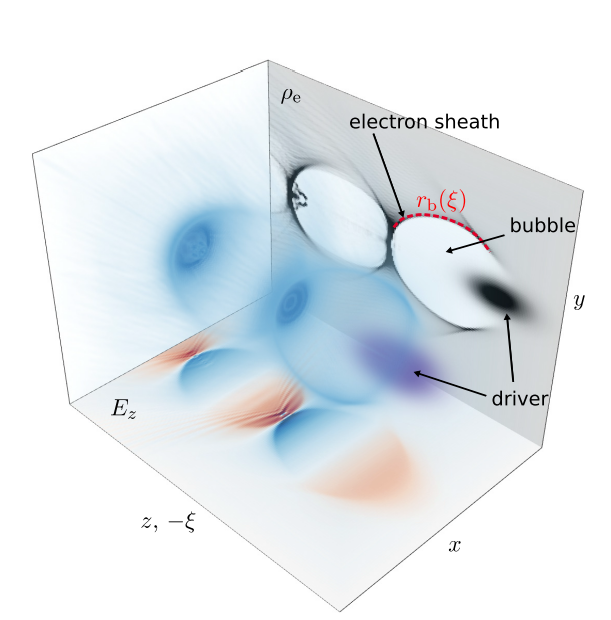 ρe
electron sheath
rb(ξ)
bubble
y
driver
Ez
z, −ξ
x